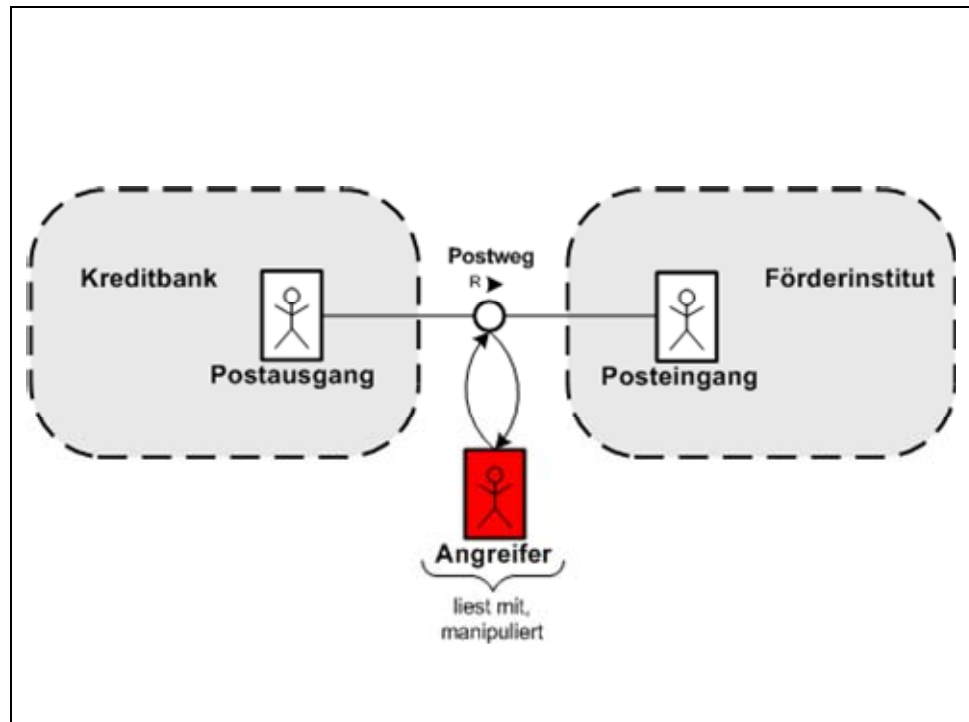 Postweg
R
Kreditbank
Förderinstitut
Postausgang
Posteingang
Angreifer
liest mit,
manipuliert